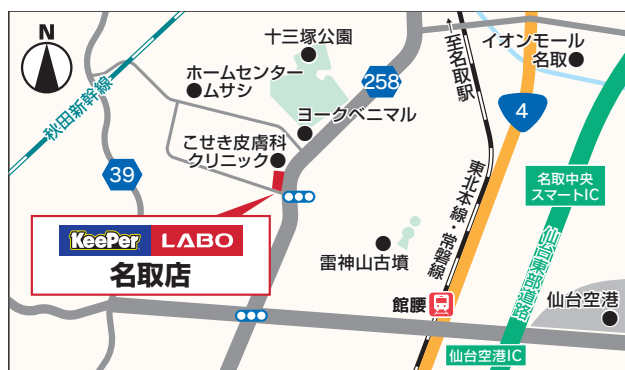 N
十三塚公園
ホームセンター
ムサシ
258
ヨークベニマル
こせき皮膚科
クリニック
秋田新幹線
39
KeePer LABO
名取店
←至名取駅
イオンモール
名取
4
名取中央
スマートIC
東北本線・常磐線
雷神山古墳
仙台東部道路
館腰
仙台空港
仙台空港IC